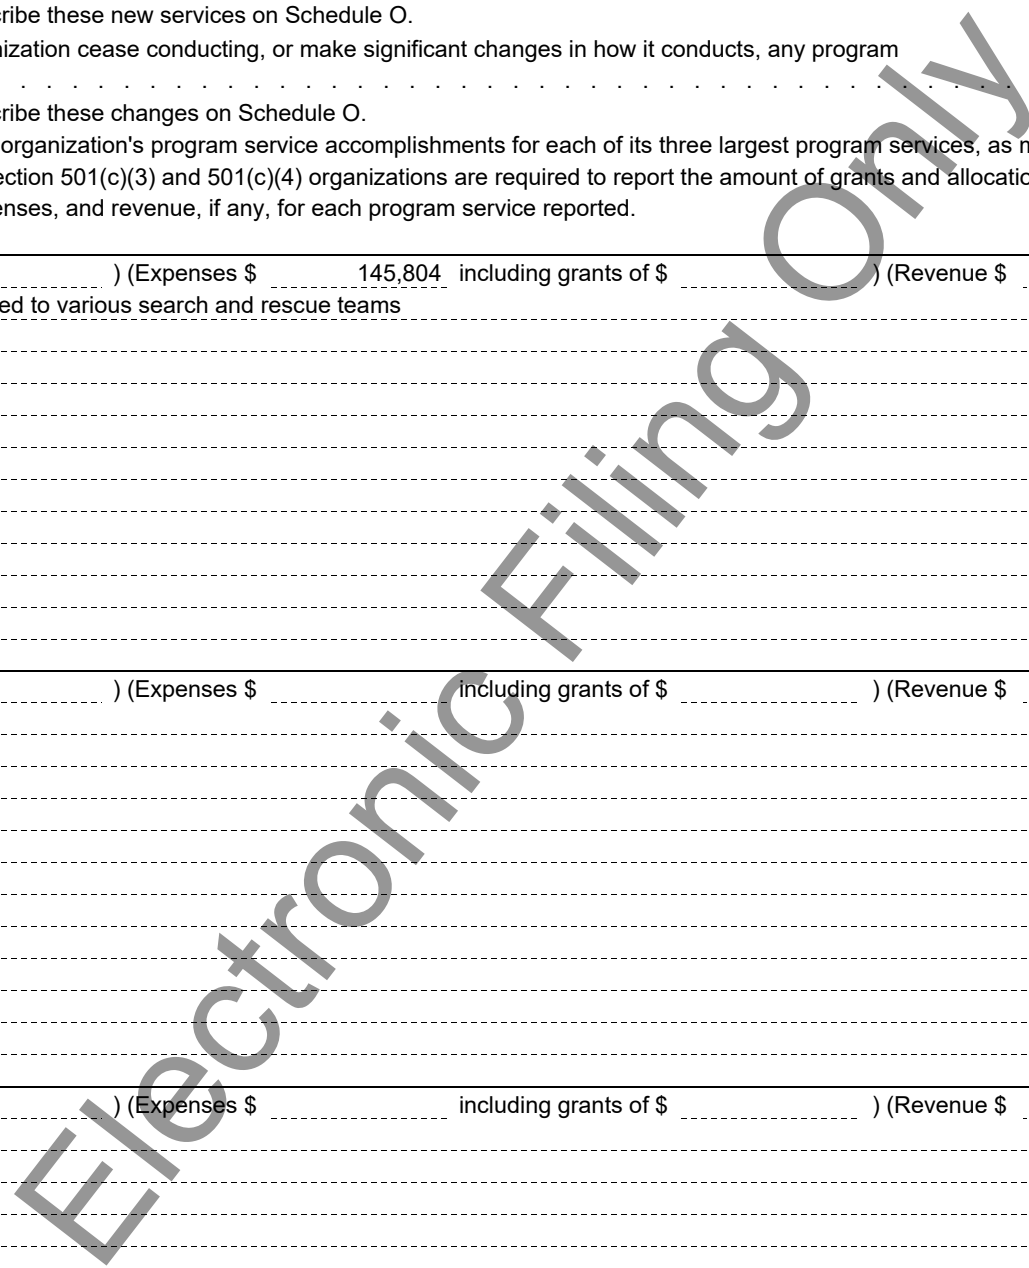 cribe these new services on Schedule O.
nization cease conducting, or make significant changes in how it conducts, any program
. . . . . . . . . . . . . . . . . . . . . . . . . . . . . . . . . . . . . . .
cribe these changes on Schedule O.
organization's program service accomplishments for each of its three largest program services, as m
ection 501(c)(3) and 501(c)(4) organizations are required to report the amount of grants and allocatio
enses, and revenue, if any, for each program service reported.
) (Expenses $ 145,804 including grants of $ ) (Revenue $
ed to various search and rescue teams
) (Expenses $ including grants of $ ) (Revenue $
) (Expenses $ including grants of $ ) (Revenue $
Electronic Filing Only